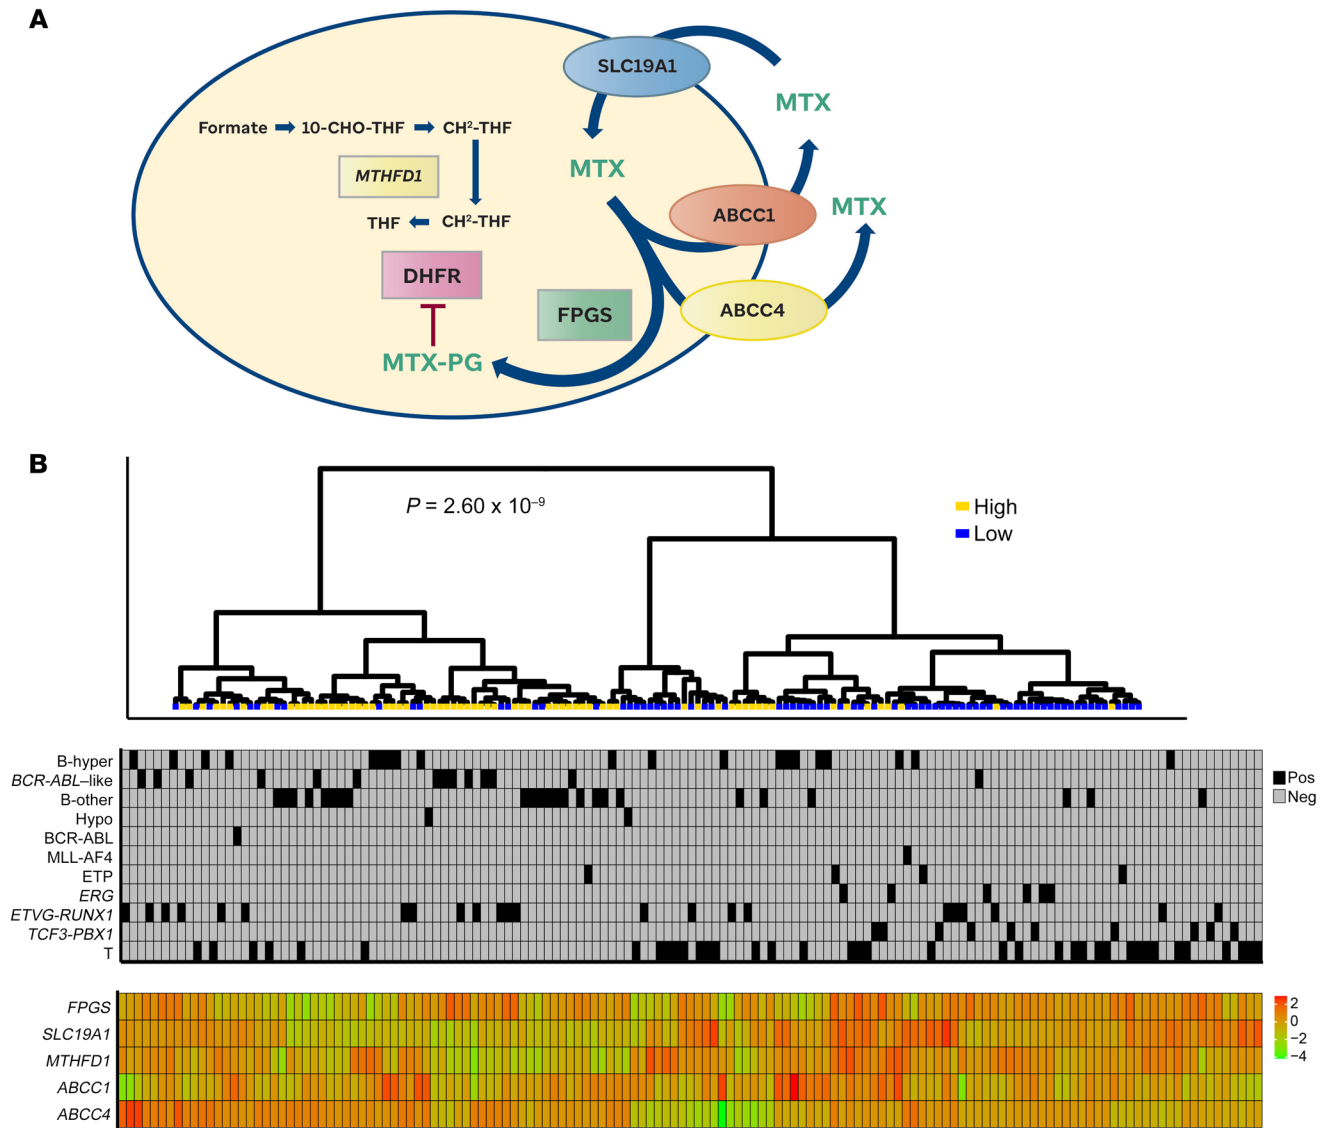 A
SLC19A1
MTX
Formate 10-CHO-THF CH²-THF
MTX
MTHFD1
ABCC1
MTX
THF CH²-THF
DHFR
FPGS
ABCC4
MTX-PG
B
P = 2.60 x 10⁻⁹
High
Low
B-hyper
BCR-ABL–like
B-other
Hypo
BCR-ABL
MLL-AF4
ETP
ERG
ETVG-RUNX1
TCF3-PBX1
T
Pos
Neg
FPGS
SLC19A1
MTHFD1
ABCC1
ABCC4
2
0
−2
−4